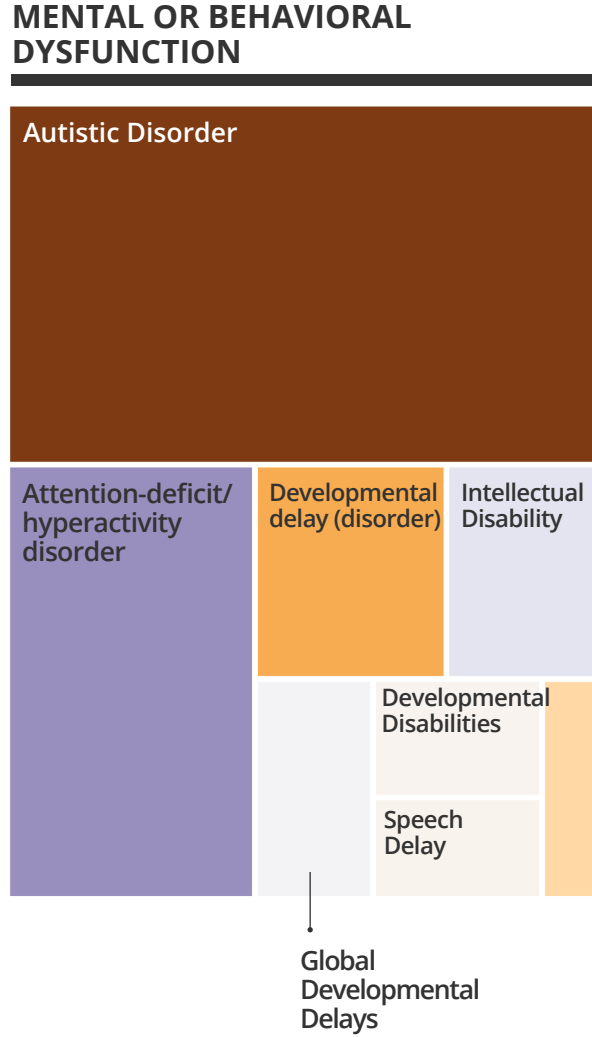 MENTAL OR BEHAVIORAL
DYSFUNCTION
Autistic Disorder
Attention-deficit/
hyperactivity
disorder
Developmental
delay (disorder)
Intellectual
Disability
Developmental
Disabilities
Speech
Delay
Global
Developmental
Delays